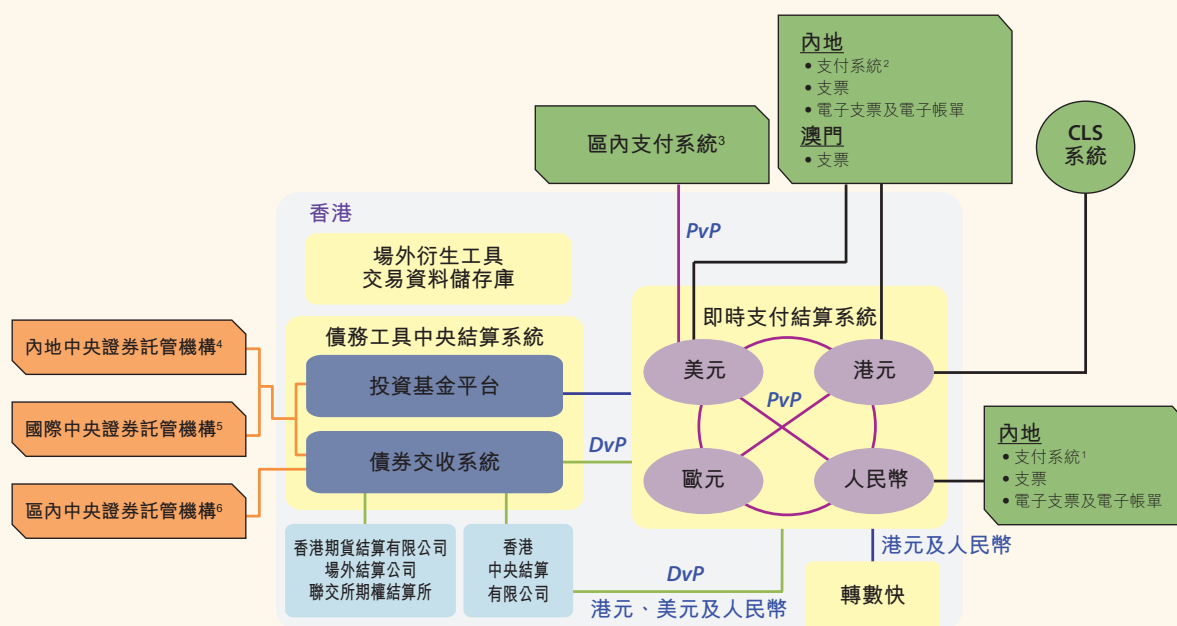 內地
• 支付系統²
• 支票
• 電子支票及電子帳單
澳門
• 支票
區內支付系統³
CLS
系統
香港
PvP
場外衍生工具
交易資料儲存庫
即時支付結算系統
債務工具中央結算系統
內地中央證券託管機構⁴
投資基金平台
美元
港元
PvP
國際中央證券託管機構⁵
DvP
債券交收系統
歐元
人民幣
內地
• 支付系統¹
• 支票
• 電子支票及電子帳單
區內中央證券託管機構⁶
香港期貨結算有限公司
場外結算公司
聯交所期權結算所
香港
中央結算
有限公司
DvP
港元、美元及人民幣
港元及人民幣
轉數快